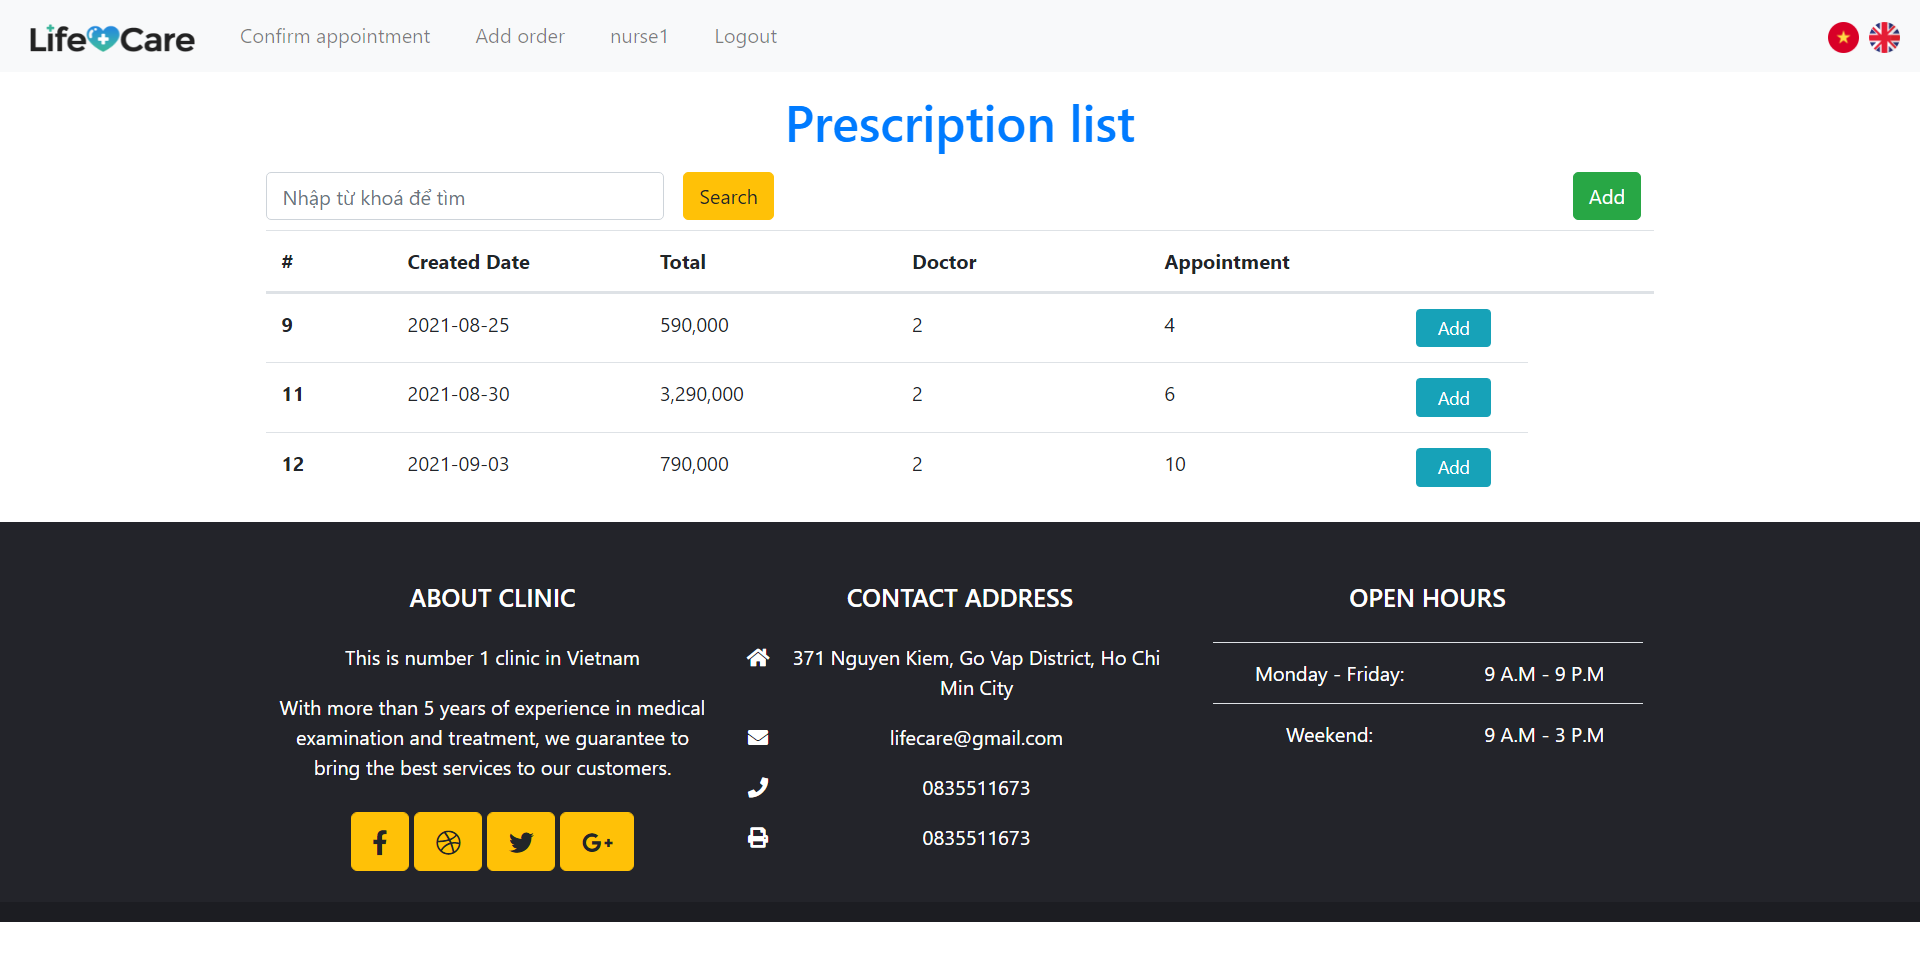 Life Care Confirm appointment Add order nurse1 Logout
Prescription list
Nhập từ khoá để tìm Search Add
# Created Date Total Doctor Appointment
9 2021-08-25 590,000 2 4 Add
11 2021-08-30 3,290,000 2 6 Add
12 2021-09-03 790,000 2 10 Add
ABOUT CLINIC
This is number 1 clinic in Vietnam
With more than 5 years of experience in medical
examination and treatment, we guarantee to
bring the best services to our customers.
CONTACT ADDRESS
371 Nguyen Kiem, Go Vap District, Ho Chi
Min City
lifecare@gmail.com
0835511673
0835511673
OPEN HOURS
Monday - Friday: 9 A.M - 9 P.M
Weekend: 9 A.M - 3 P.M